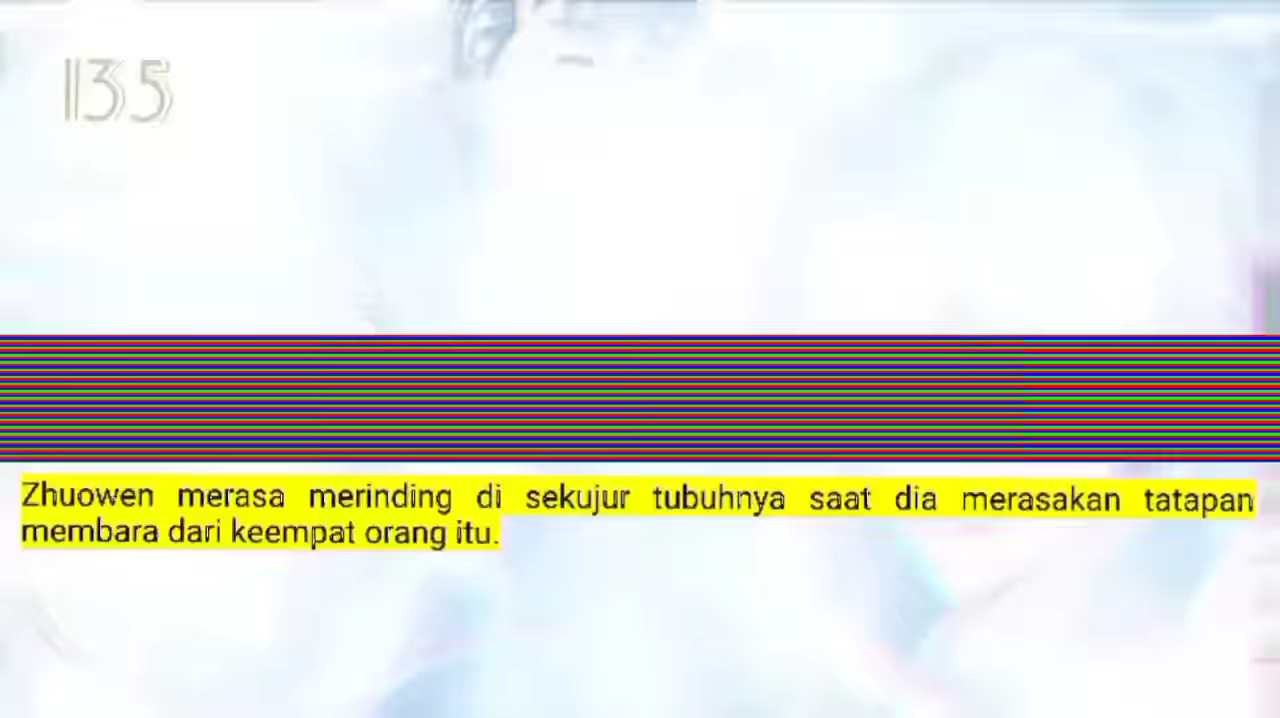 135
Zhuowen merasa merinding di sekujur tubuhnya saat dia merasakan tatapan
membara dari keempat orang itu.